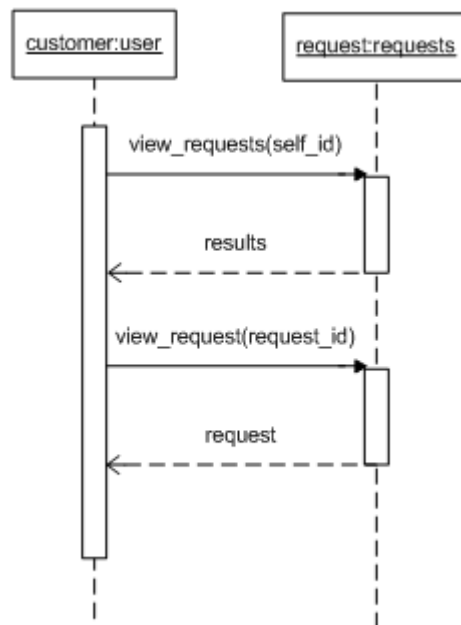 customer:user
request:requests
view_requests(self_id)
results
view_request(request_id)
request